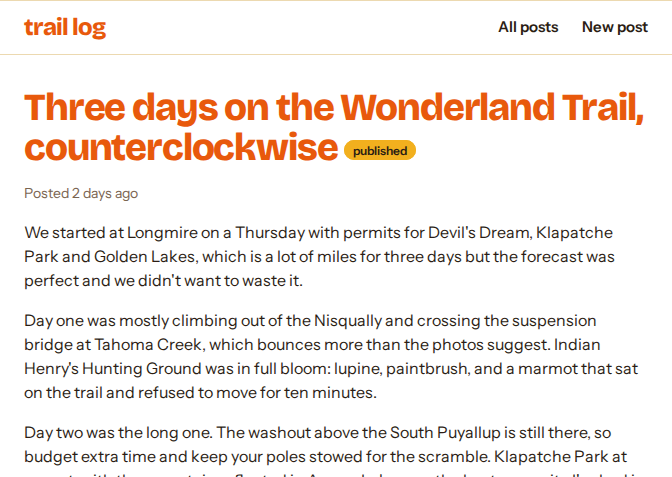 trail log
All posts New post
Three days on the Wonderland Trail,
counterclockwise published
Posted 2 days ago
We started at Longmire on a Thursday with permits for Devil's Dream, Klapatche
Park and Golden Lakes, which is a lot of miles for three days but the forecast was
perfect and we didn't want to waste it.
Day one was mostly climbing out of the Nisqually and crossing the suspension
bridge at Tahoma Creek, which bounces more than the photos suggest. Indian
Henry's Hunting Ground was in full bloom: lupine, paintbrush, and a marmot that sat
on the trail and refused to move for ten minutes.
Day two was the long one. The washout above the South Puyallup is still there, so
budget extra time and keep your poles stowed for the scramble. Klapatche Park at